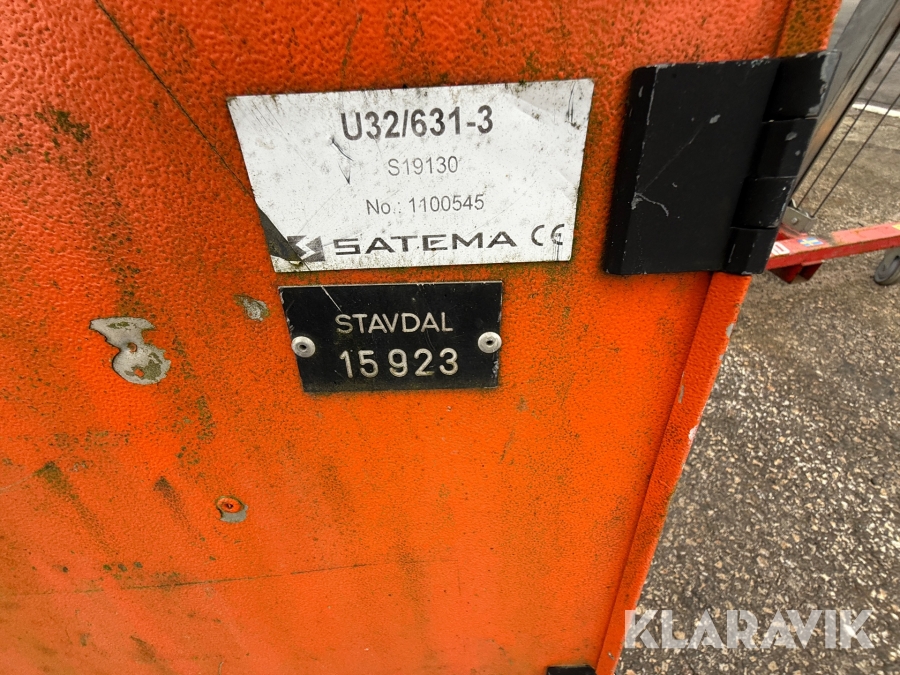 U32/631-3
S19130
No.: 1100545
SATEMA CE
STAVDAL
15923
KLARAVIK